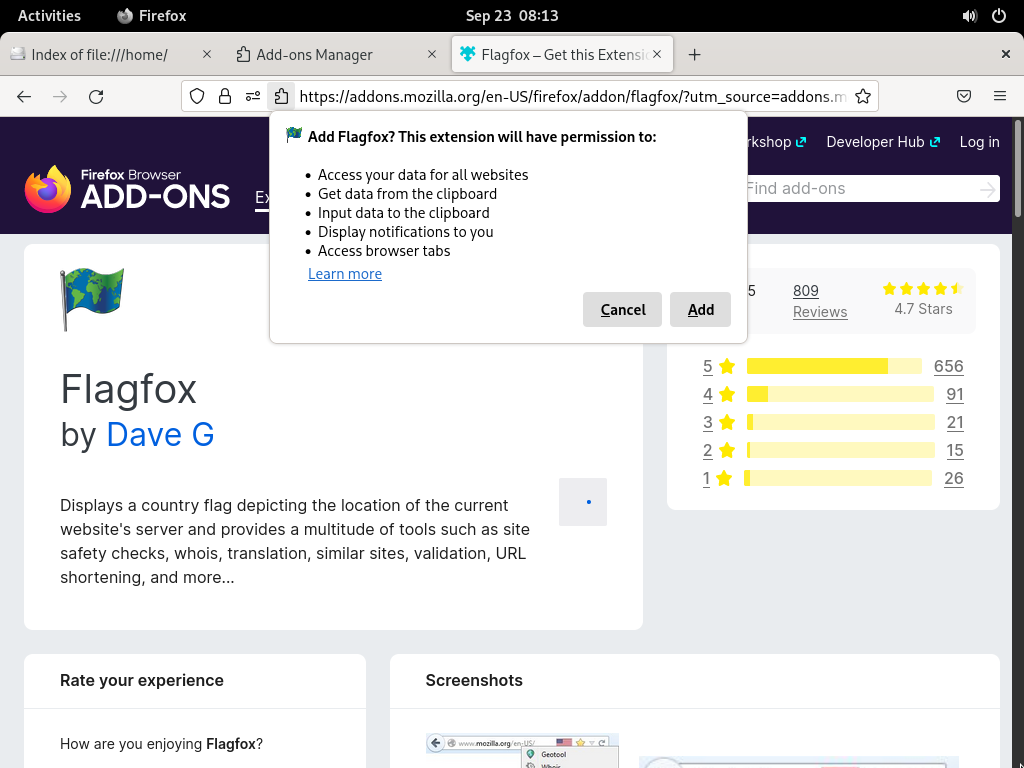 Activities
Firefox
Sep 23 08:13
Index of file:///home/
Add-ons Manager
Flagfox – Get this Extensi
https://addons.mozilla.org/en-US/firefox/addon/flagfox/?utm_source=addons.m
Add Flagfox? This extension will have permission to:
• Access your data for all websites
• Get data from the clipboard
• Input data to the clipboard
• Display notifications to you
• Access browser tabs
Learn more
Cancel
Add
rkshop
Developer Hub
Log in
Firefox Browser
ADD-ONS
Ex
Find add-ons
Flagfox
by Dave G
Displays a country flag depicting the location of the current
website's server and provides a multitude of tools such as site
safety checks, whois, translation, similar sites, validation, URL
shortening, and more...
5
809
Reviews
4.7 Stars
5 656
4 91
3 21
2 15
1 26
Rate your experience
How are you enjoying Flagfox?
Screenshots
www.mozilla.org/en-US/
Geotool
Whois